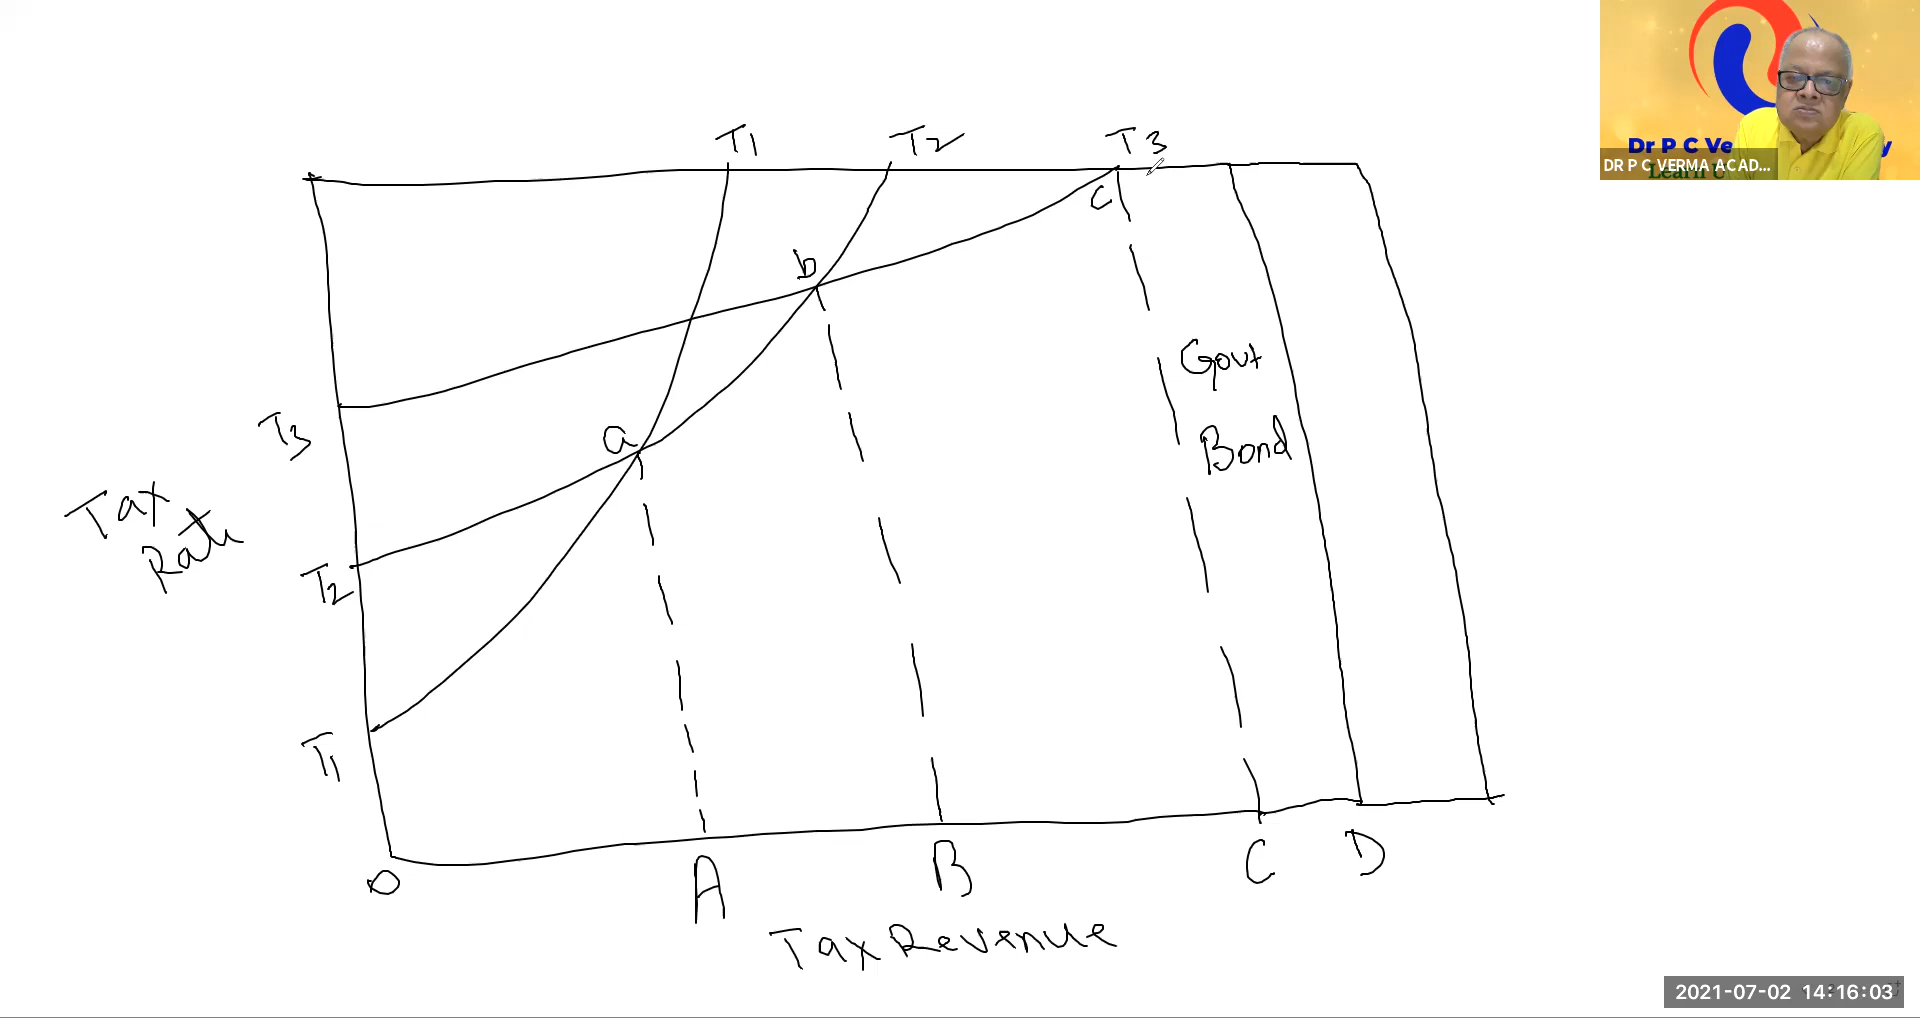 T1
T2
T3
c
b
a
Govt
Bond
T3
Tax
Rate
T2
T1
O
A
B
C
D
Tax Revenue
Dr P C Ve
y
DR P C VERMA ACAD...
Learn U
2021-07-02 14:16:03